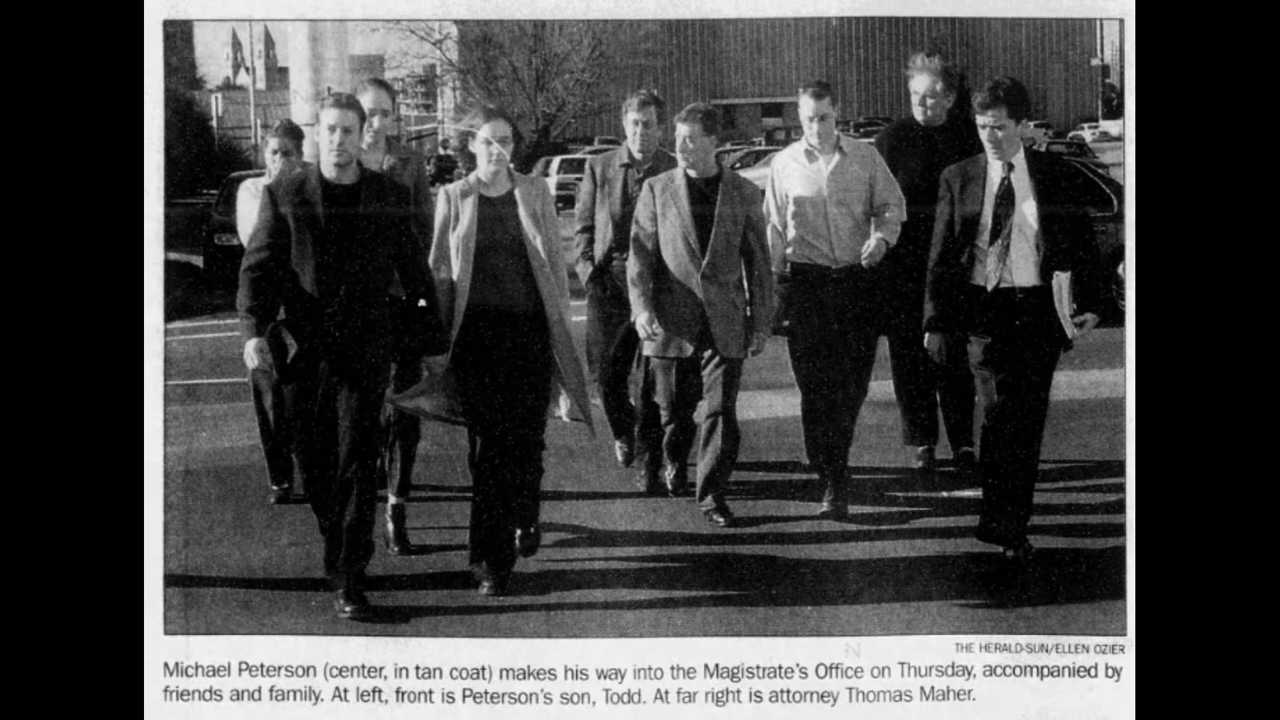 THE HERALD-SUN/ELLEN OZIER
Michael Peterson (center, in tan coat) makes his way into the Magistrate's Office on Thursday, accompanied by
friends and family. At left, front is Peterson's son, Todd. At far right is attorney Thomas Maher.